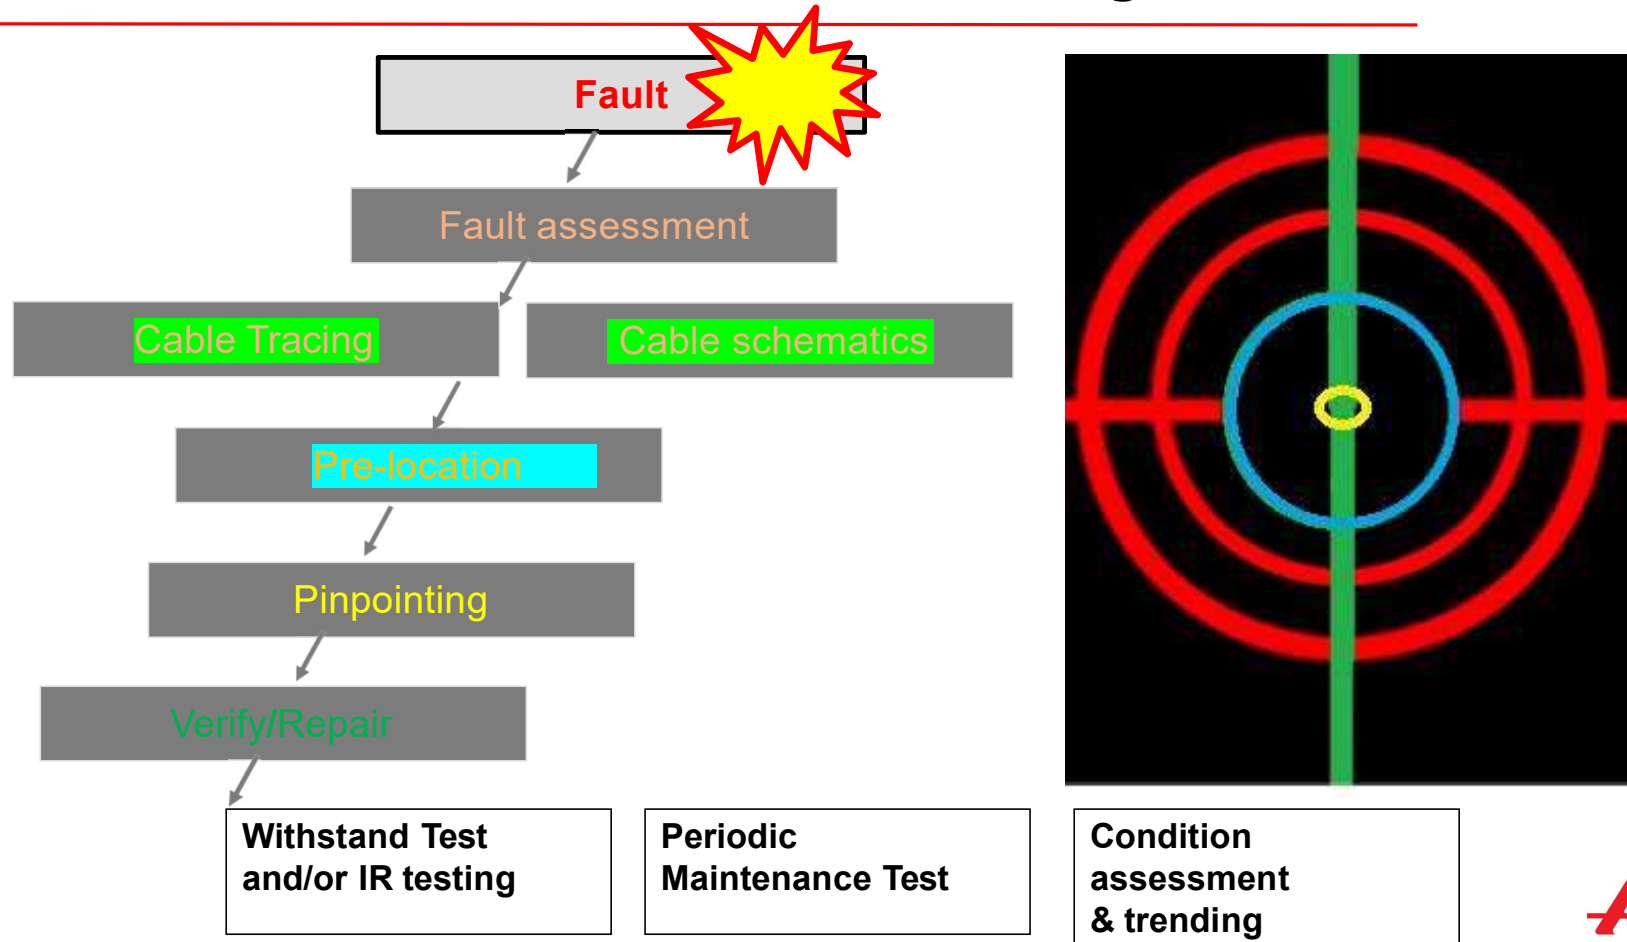 Fault
Fault assessment
Cable Tracing
Cable schematics
Pre-location
Pinpointing
Verify/Repair
Withstand Test
and/or IR testing
Periodic
Maintenance Test
Condition
assessment
& trending